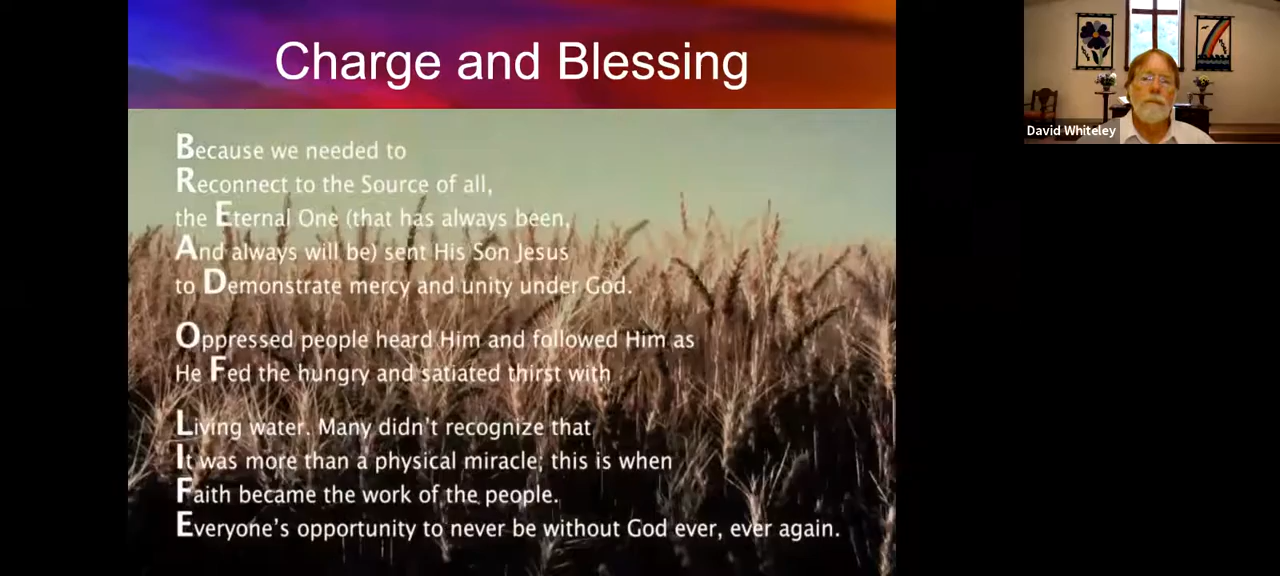 Charge and Blessing
Because we needed to
Reconnect to the Source of all,
the Eternal One (that has always been,
And always will be) sent His Son Jesus
to Demonstrate mercy and unity under God.
Oppressed people heard Him and followed Him as
He Fed the hungry and satiated thirst with
Living water. Many didn't recognize that
It was more than a physical miracle; this is when
Faith became the work of the people.
Everyone's opportunity to never be without God ever, ever again.
David Whiteley